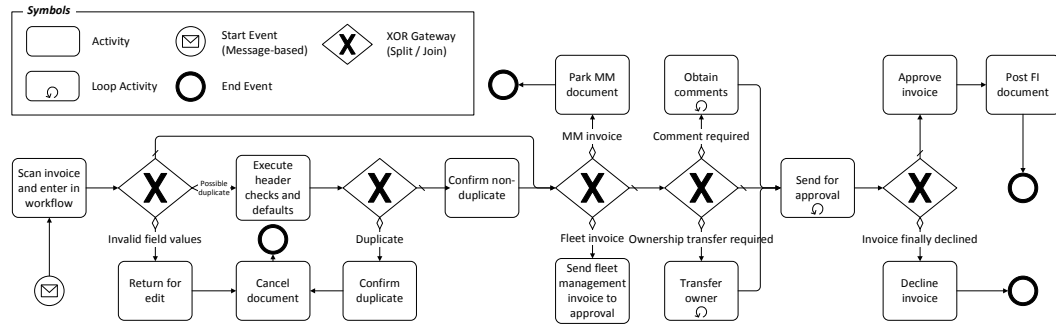 Symbols
Activity
Start Event
(Message-based)
XOR Gateway
(Split / Join)
Loop Activity
End Event
Park MM
document
Obtain
comments
Approve
invoice
Post FI
document
MM invoice
Comment required
Scan invoice
and enter in
workflow
Possible
duplicate
Execute
header
checks and
defaults
Confirm non-
duplicate
Send for
approval
Invalid field values
Duplicate
Fleet invoice
Ownership transfer required
Invoice finally declined
Return for
edit
Cancel
document
Confirm
duplicate
Send fleet
management
invoice to
approval
Transfer
owner
Decline
invoice